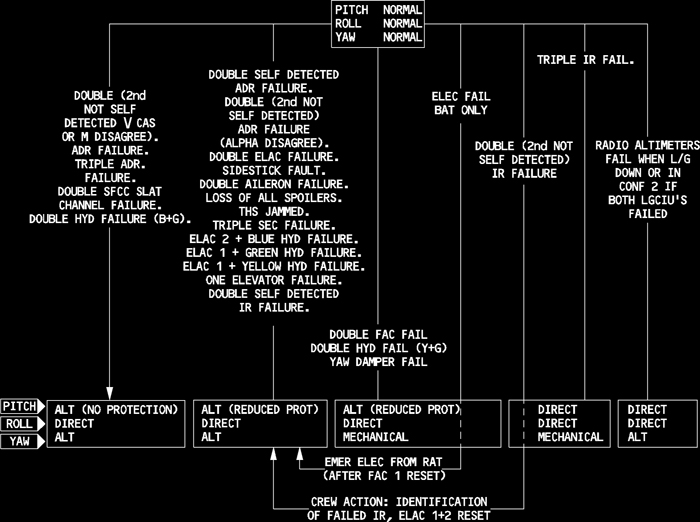 PITCH NORMAL
ROLL NORMAL
YAW NORMAL
DOUBLE (2nd
NOT SELF
DETECTED V CAS
OR M DISAGREE).
ADR FAILURE.
TRIPLE ADR.
FAILURE.
DOUBLE SFCC SLAT
CHANNEL FAILURE.
DOUBLE HYD FAILURE (B+G).
DOUBLE SELF DETECTED
ADR FAILURE.
DOUBLE (2nd NOT
SELF DETECTED)
ADR FAILURE
(ALPHA DISAGREE).
DOUBLE ELAC FAILURE.
SIDESTICK FAULT.
DOUBLE AILERON FAILURE.
LOSS OF ALL SPOILERS.
THS JAMMED.
TRIPLE SEC FAILURE.
ELAC 2 + BLUE HYD FAILURE.
ELAC 1 + GREEN HYD FAILURE.
ELAC 1 + YELLOW HYD FAILURE.
ONE ELEVATOR FAILURE.
DOUBLE SELF DETECTED
IR FAILURE.
DOUBLE FAC FAIL
DOUBLE HYD FAIL (Y+G)
YAW DAMPER FAIL
ELEC FAIL
BAT ONLY
DOUBLE (2nd NOT
SELF DETECTED)
IR FAILURE
TRIPLE IR FAIL.
RADIO ALTIMETERS
FAIL WHEN L/G
DOWN OR IN
CONF 2 IF
BOTH LGCIU'S
FAILED
PITCH ALT (NO PROTECTION) ALT (REDUCED PROT) ALT (REDUCED PROT) DIRECT DIRECT
ROLL DIRECT DIRECT DIRECT DIRECT DIRECT
YAW ALT ALT MECHANICAL MECHANICAL ALT
EMER ELEC FROM RAT
(AFTER FAC 1 RESET)
CREW ACTION: IDENTIFICATION
OF FAILED IR, ELAC 1+2 RESET